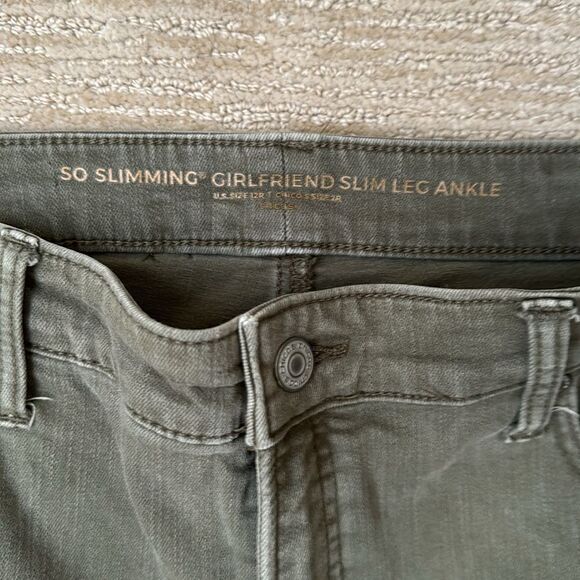 SO SLIMMING® GIRLFRIEND SLIM LEG ANKLE
U.S. SIZE 12R / CHICO'S SIZE 2R